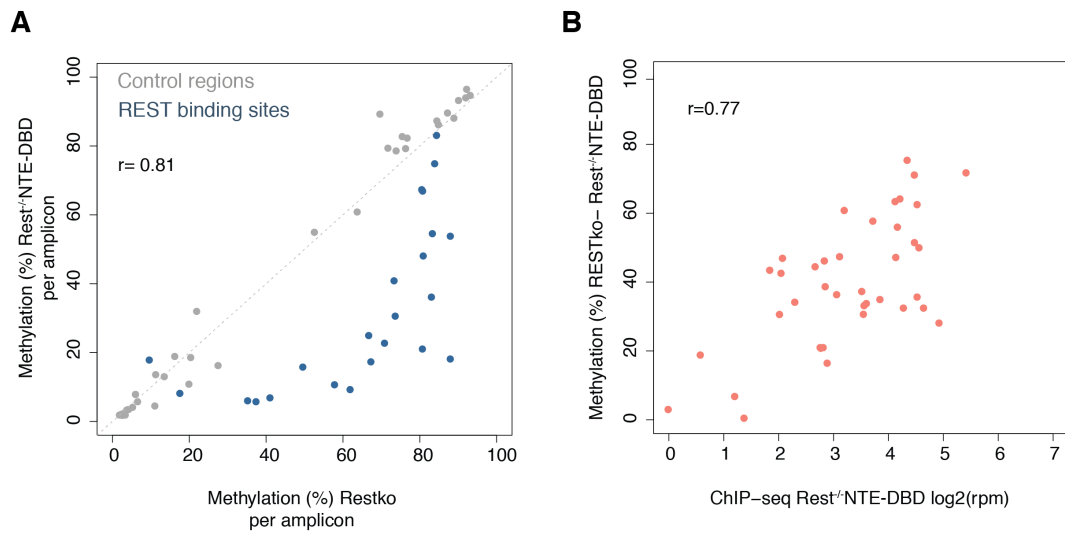 A
Methylation (%) Rest-/-NTE-DBD
per amplicon
100
80
60
40
20
0
Control regions
REST binding sites
r= 0.81
0 20 40 60 80 100
Methylation (%) Restko
per amplicon
B
Methylation (%) RESTko– Rest-/-NTE-DBD
100
80
60
40
20
0
r=0.77
0 1 2 3 4 5 6 7
ChIP–seq Rest-/-NTE-DBD log2(rpm)